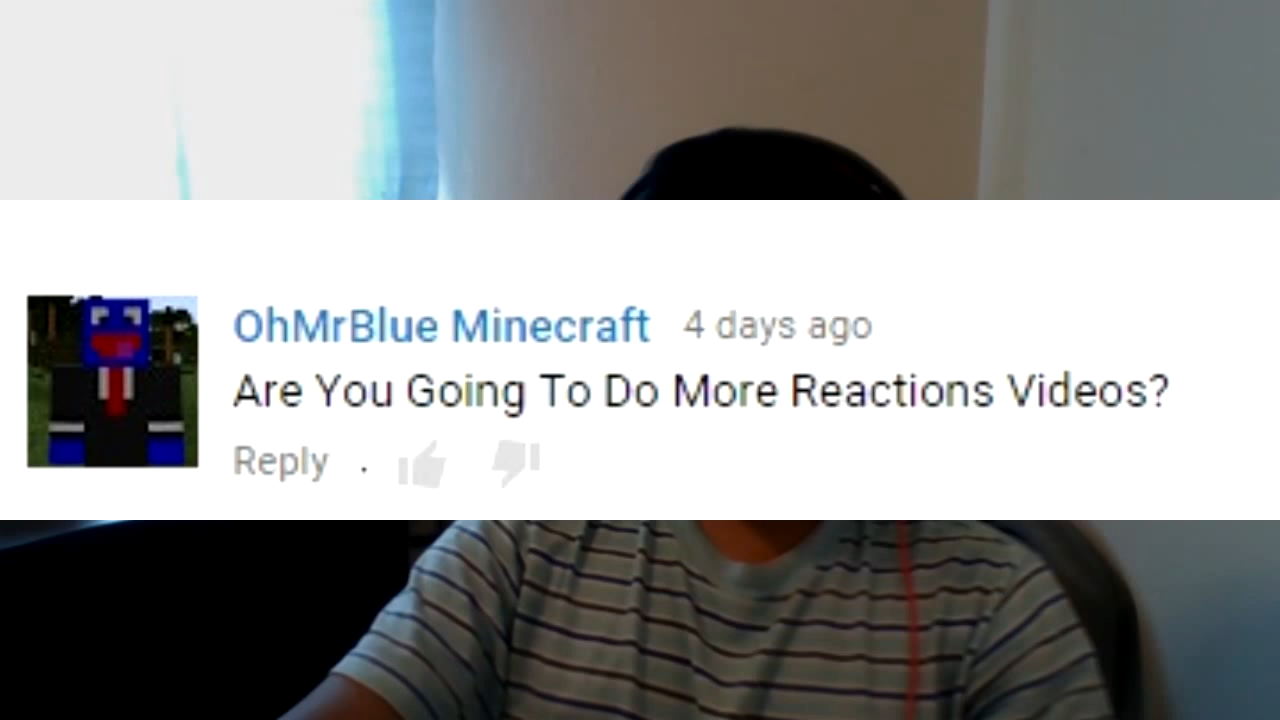 OhMrBlue Minecraft 4 days ago
Are You Going To Do More Reactions Videos?
Reply .